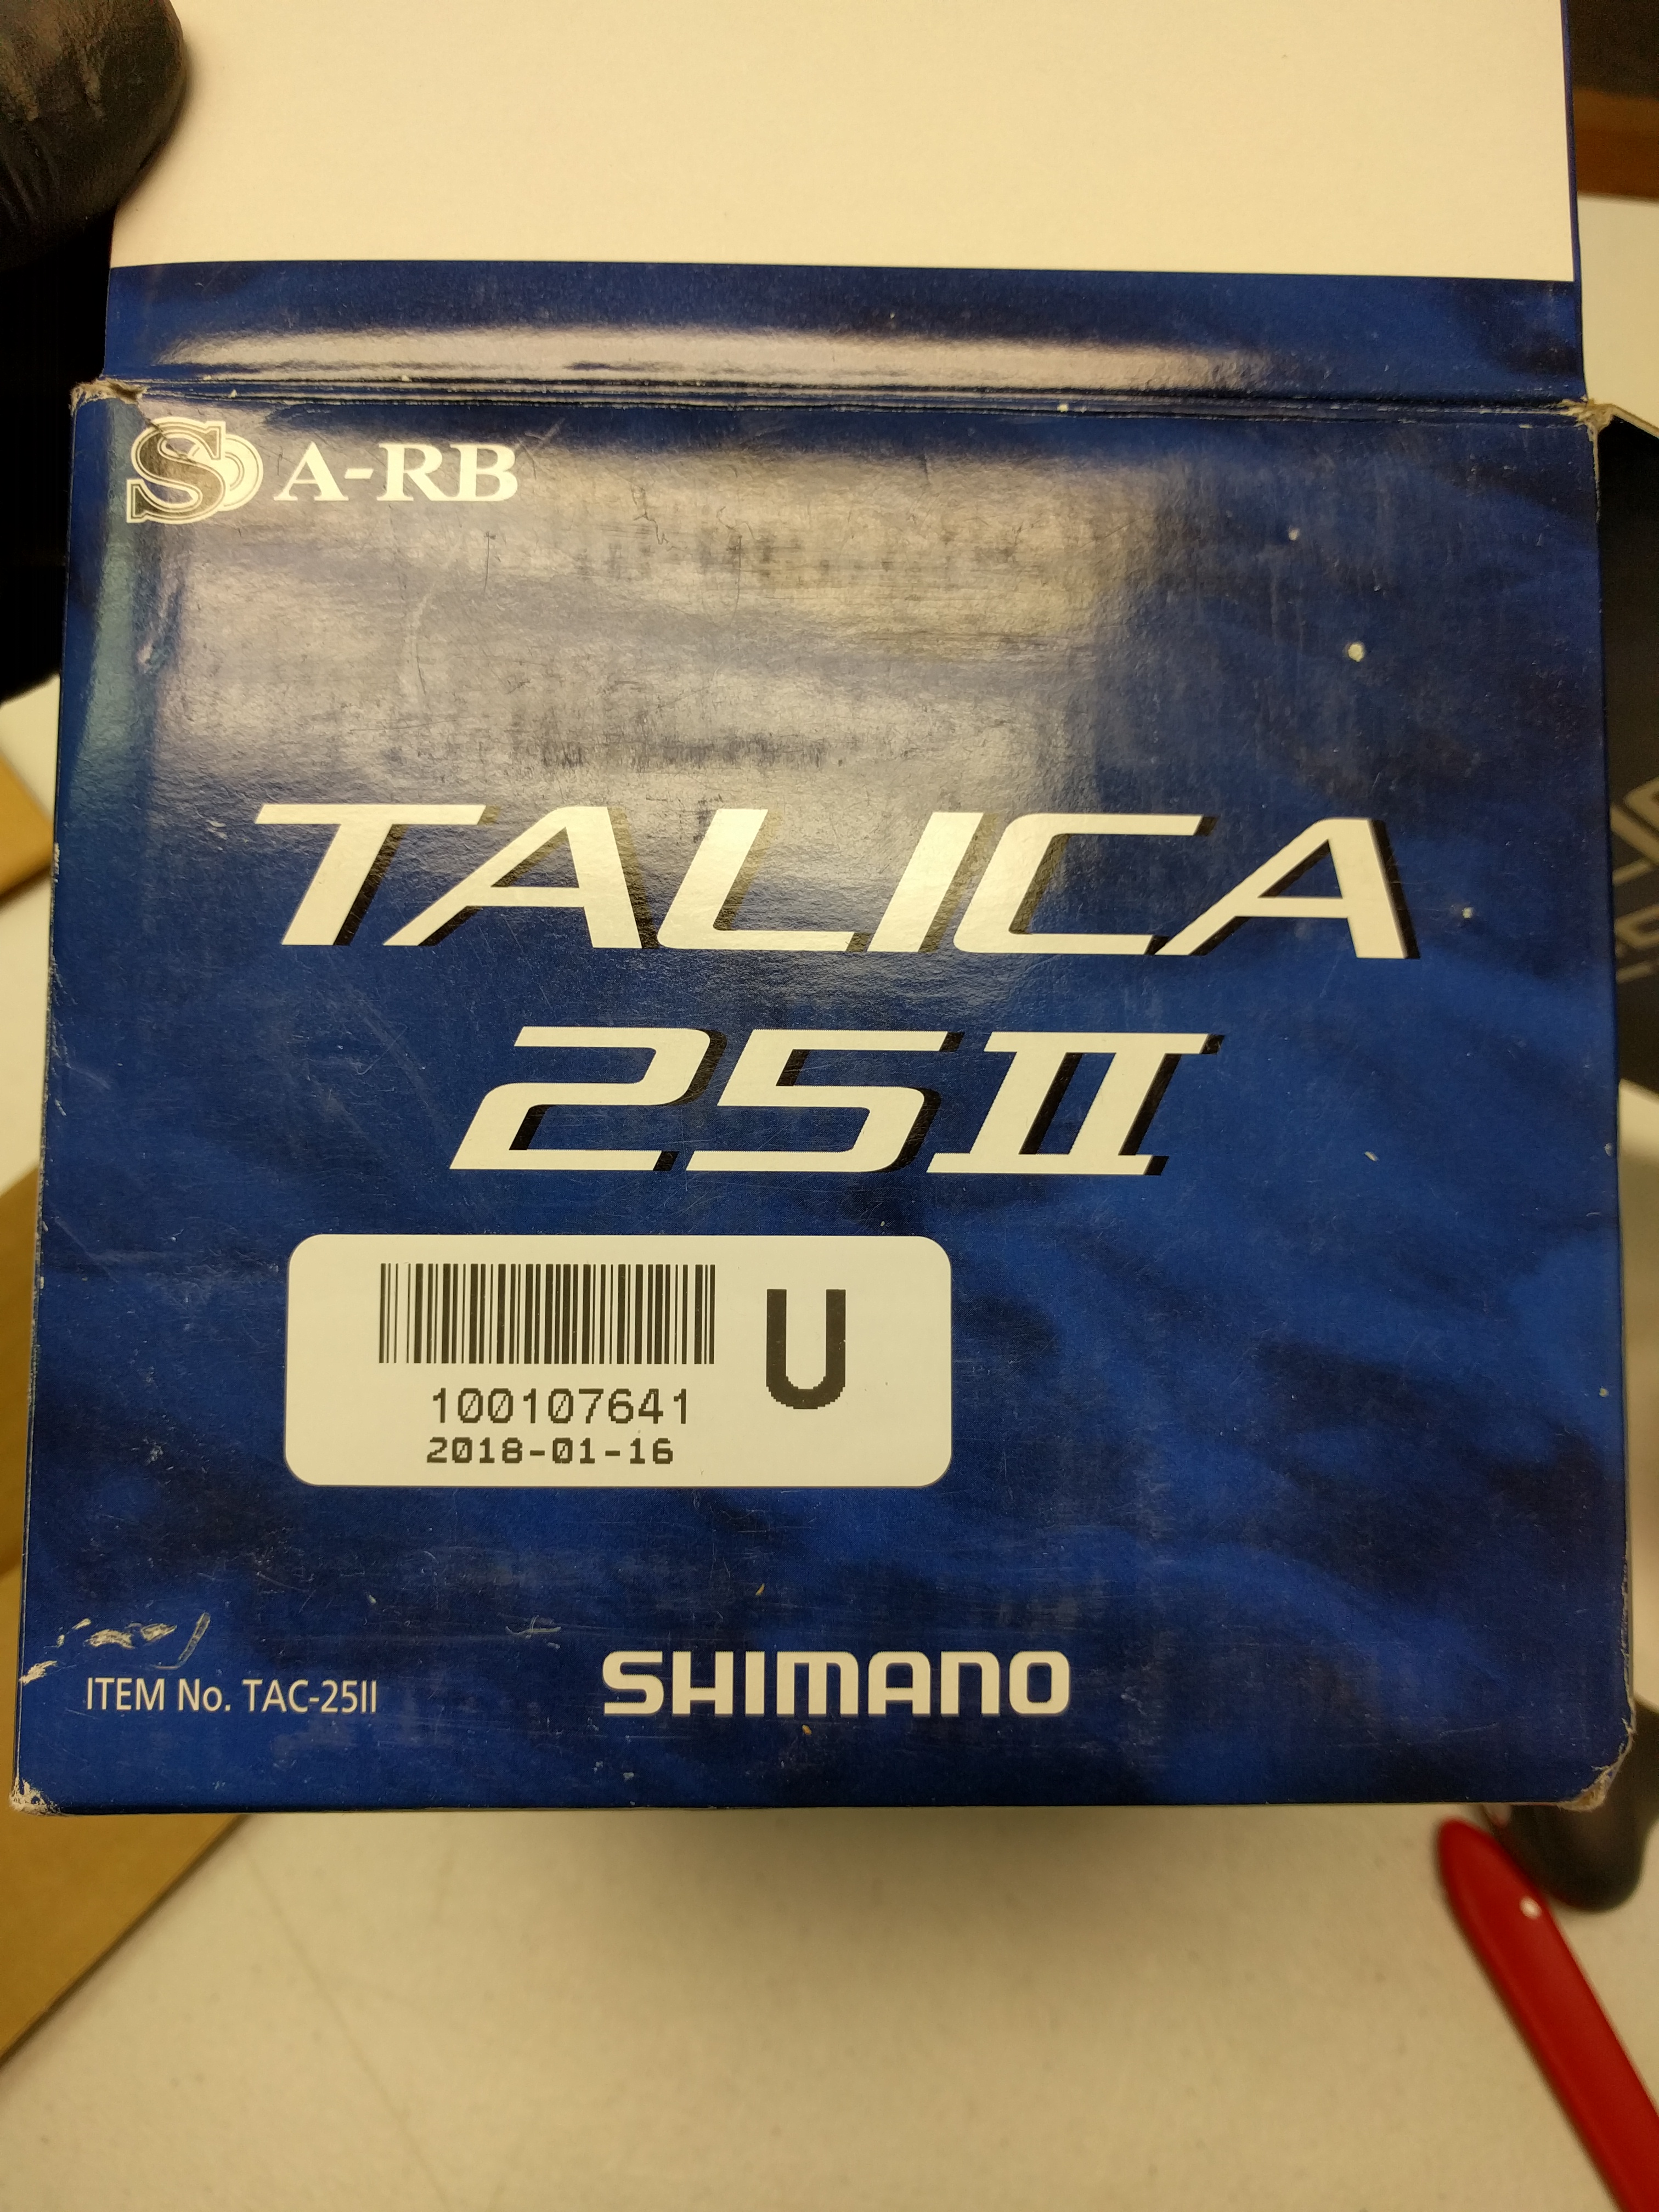 S A-RB
TALICA
25II
U
100107641
2018-01-16
ITEM No. TAC-25II
SHIMANO